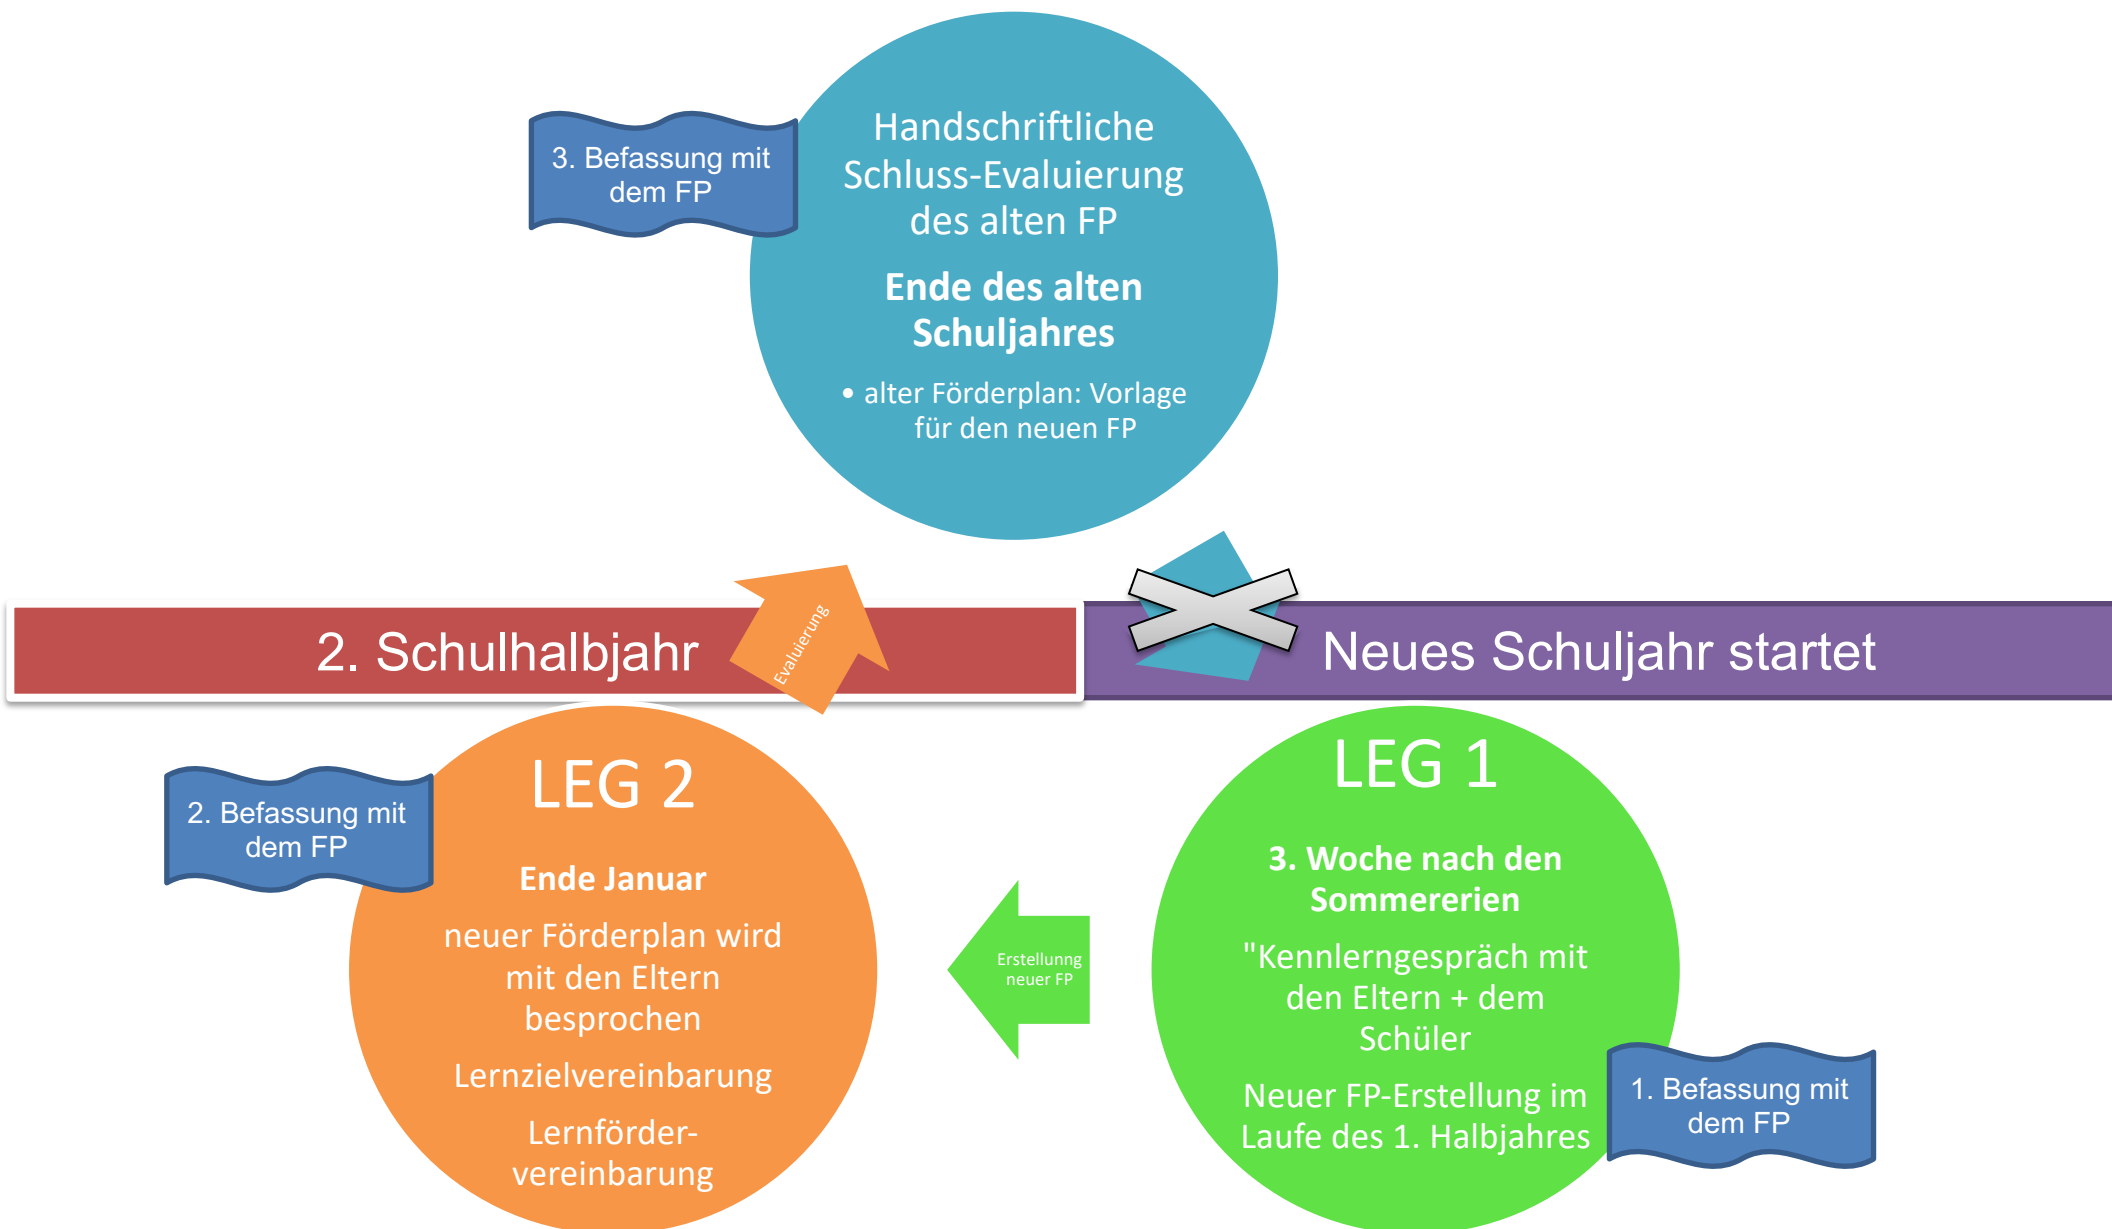 3. Befassung mit
dem FP
Handschriftliche
Schluss-Evaluierung
des alten FP
Ende des alten
Schuljahres
• alter Förderplan: Vorlage
für den neuen FP
2. Schulhalbjahr
Evaluierung
Neues Schuljahr startet
2. Befassung mit
dem FP
LEG 2
Ende Januar
neuer Förderplan wird
mit den Eltern
besprochen
Lernzielvereinbarung
Lernförder-
vereinbarung
Erstellunng
neuer FP
LEG 1
3. Woche nach den
Sommererien
"Kennlerngespräch mit
den Eltern + dem
Schüler
Neuer FP-Erstellung im
Laufe des 1. Halbjahres
1. Befassung mit
dem FP